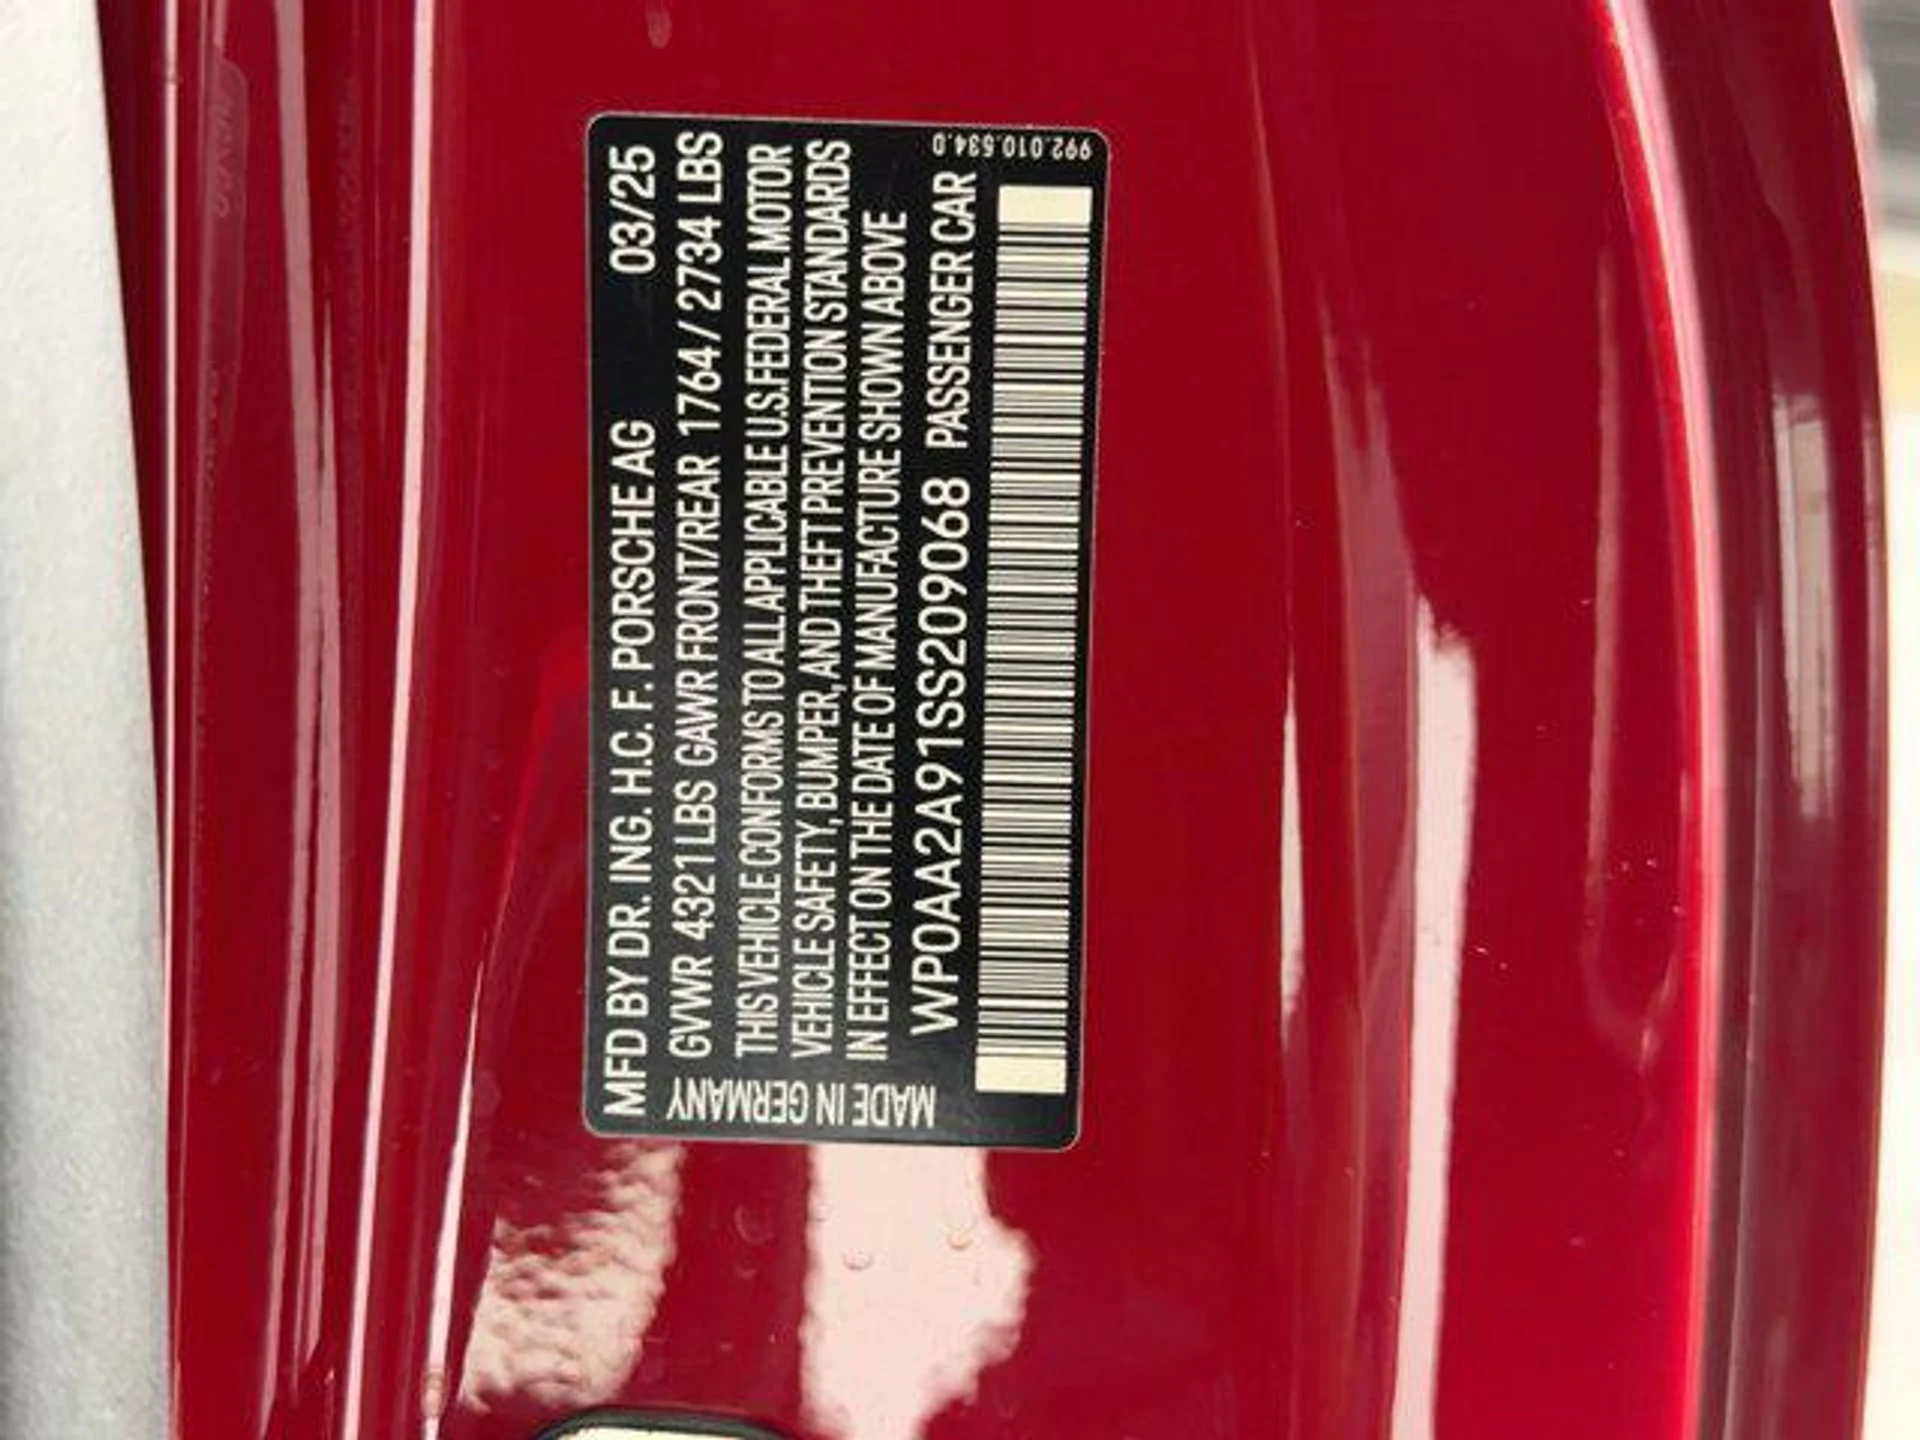 MFD BY DR. ING. H.C. F. PORSCHE AG 03/25
GVWR 4321 LBS GAWR FRONT/REAR 1764 / 2734 LBS
THIS VEHICLE CONFORMS TO ALL APPLICABLE U.S. FEDERAL MOTOR
VEHICLE SAFETY, BUMPER, AND THEFT PREVENTION STANDARDS
IN EFFECT ON THE DATE OF MANUFACTURE SHOWN ABOVE
WP0AA2A91SS209068 PASSENGER CAR
MADE IN GERMANY
992.010.534.D